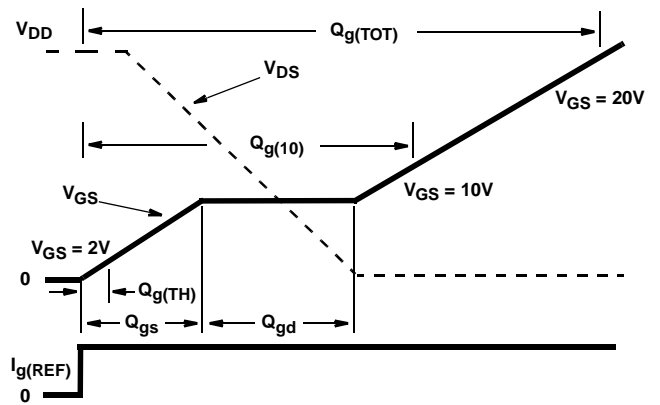 VDD
Qg(TOT)
VDS
VGS = 20V
Qg(10)
VGS
VGS = 10V
VGS = 2V
0
Qg(TH)
Qgs
Qgd
Ig(REF)
0